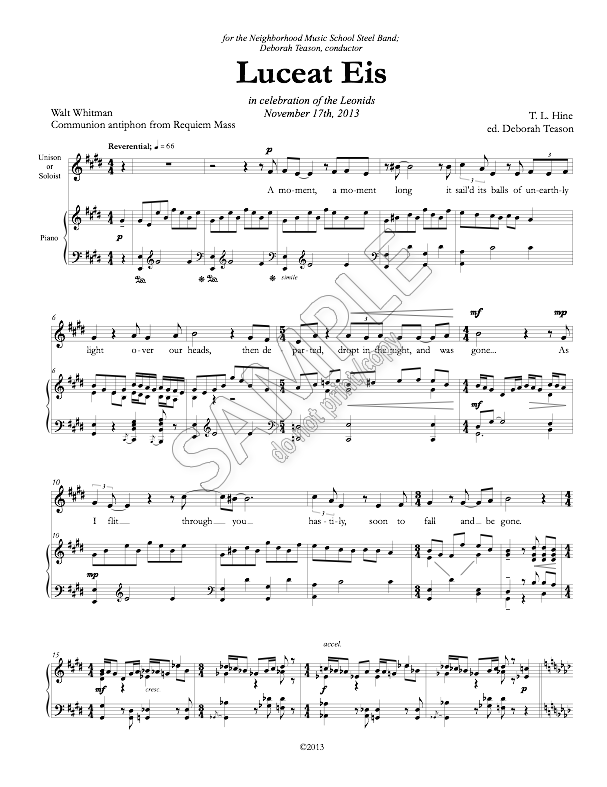 for the Neighborhood Music School Steel Band;
Deborah Teason, conductor
Luceat Eis
in celebration of the Leonids
November 17th, 2013
Walt Whitman
Communion antiphon from Requiem Mass
T. L. Hine
ed. Deborah Teason
Reverential; ♩ = 66
p
Unison
or
Soloist
A mo-ment, a mo-ment long it sail'd its balls of un-earth-ly
3 3
Piano
p
simile
SAMPLE
do not print/copy
6
3
mf mp
light o-ver our heads, then de par-ted, dropt in-the night, and was gone... As
6
mf
10
3
I flit through you has-ti-ly, soon to fall and be gone.
10
mp
15
accel.
mf f cresc f
©2013